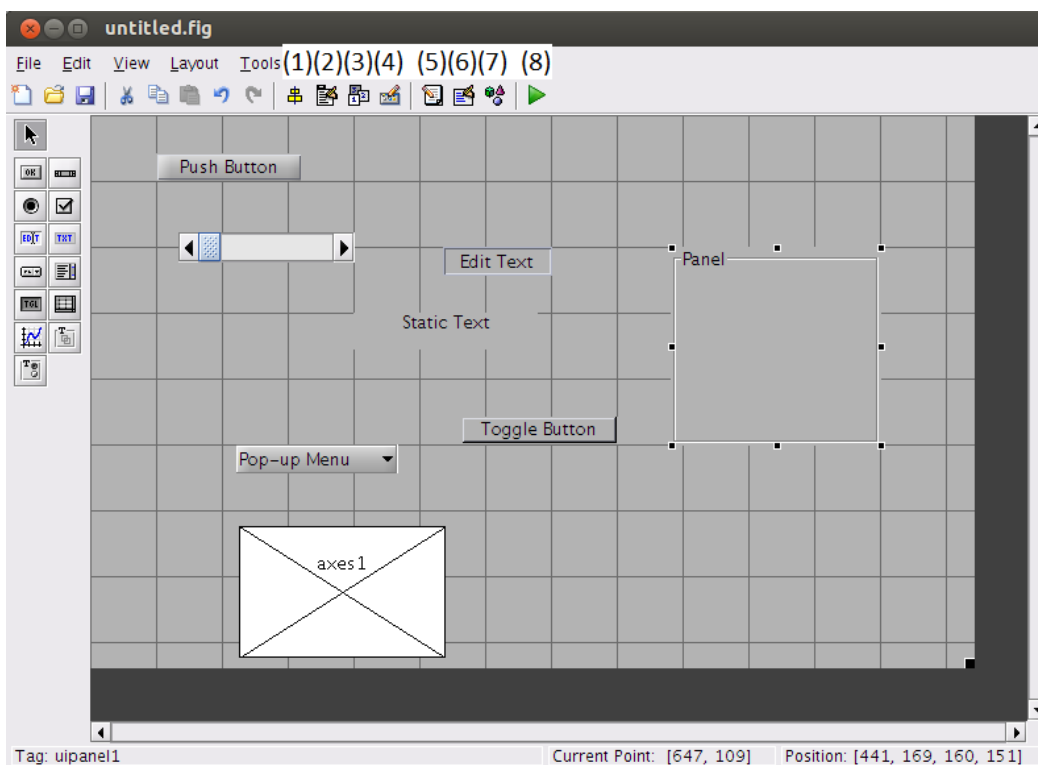 untitled.fig
File Edit View Layout Tools (1)(2)(3)(4) (5)(6)(7) (8)
Push Button
OK
EDIT TXT
Edit Text
Panel
Static Text
TGL
Toggle Button
Pop-up Menu
axes1
Tag: uipanel1 Current Point: [647, 109] Position: [441, 169, 160, 151]